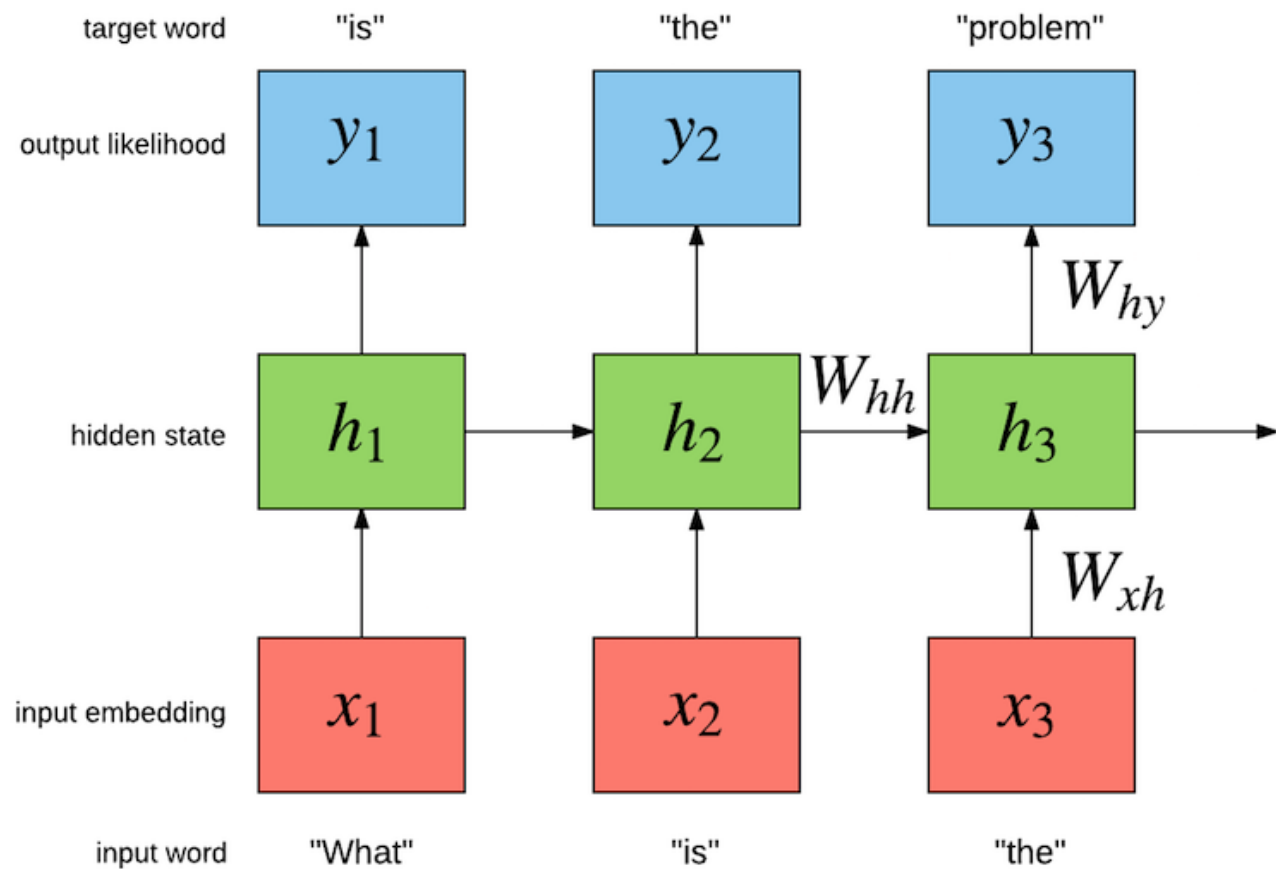 target word "is" "the" "problem"
output likelihood y1 y2 y3
Why
hidden state h1 h2 Whh h3
Wxh
input embedding x1 x2 x3
input word "What" "is" "the"